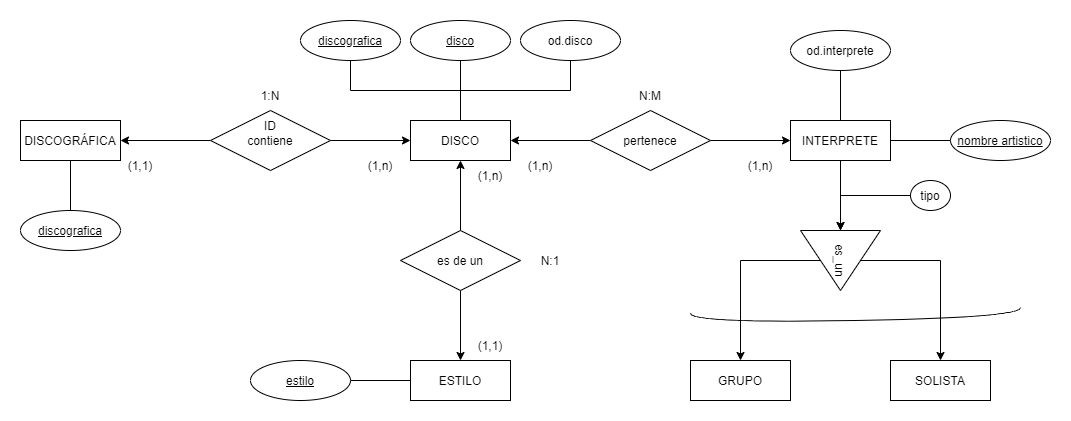 discografica
disco
od.disco
od.interprete
1:N
N:M
DISCOGRÁFICA
ID
contiene
DISCO
pertenece
INTERPRETE
nombre artistico
(1,1)
(1,n)
(1,n)
(1,n)
(1,n)
tipo
discografica
es de un
N:1
es_un
(1,1)
estilo
ESTILO
GRUPO
SOLISTA